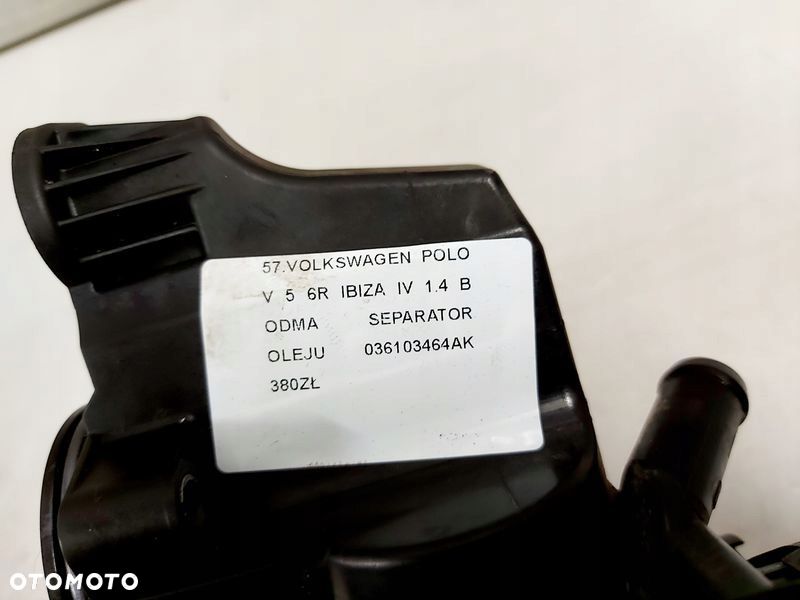 57.VOLKSWAGEN POLO
V 5 6R IBIZA IV 1.4 B
ODMA SEPARATOR
OLEJU 036103464AK
380ZŁ
OTOMOTO